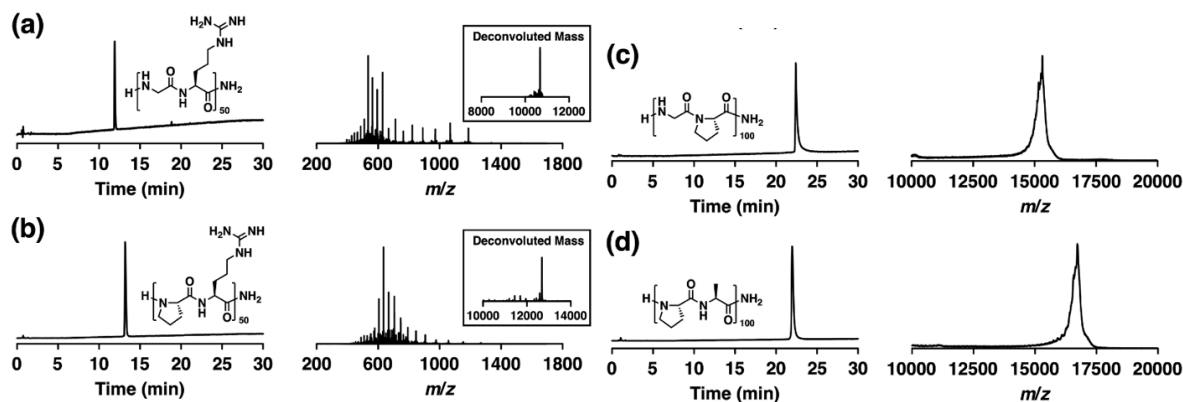 (a)
H₂N NH
NH
H N O N H O NH₂
H 50
0 5 10 15 20 25 30
Time (min)
Deconvoluted Mass
8000 10000 12000
200 600 1000 1400 1800
m/z
(b)
H₂N NH
NH
H N O N H O NH₂
50
0 5 10 15 20 25 30
Time (min)
Deconvoluted Mass
10000 12000 14000
200 600 1000 1400 1800
m/z
(c)
H N H O N O NH₂
100
0 5 10 15 20 25 30
Time (min)
10000 12500 15000 17500 20000
m/z
(d)
H N O N H O NH₂
100
0 5 10 15 20 25 30
Time (min)
10000 12500 15000 17500 20000
m/z